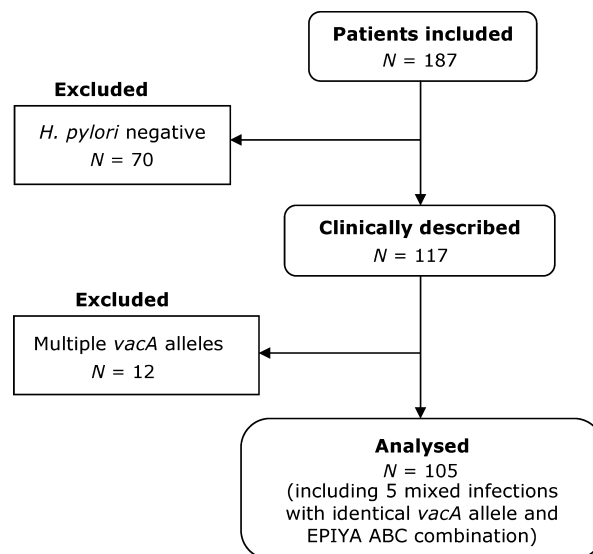 Patients included
N = 187
Excluded
H. pylori negative
N = 70
Clinically described
N = 117
Excluded
Multiple vacA alleles
N = 12
Analysed
N = 105
(including 5 mixed infections
with identical vacA allele and
EPIYA ABC combination)